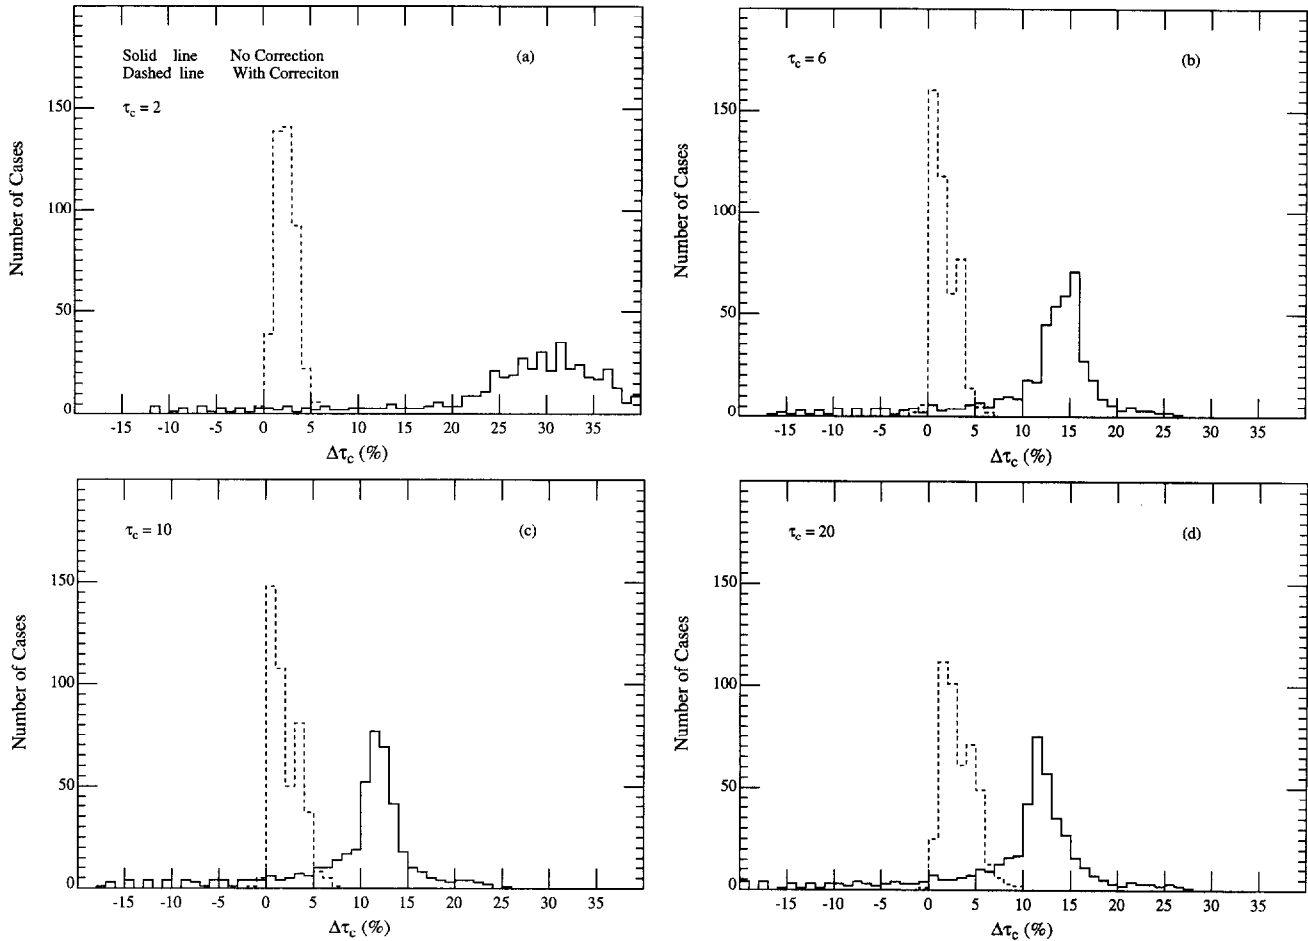 (a)
Solid line No Correction
Dashed line With Correciton
τc = 2
150
100
50
0
Number of Cases
-15 -10 -5 0 5 10 15 20 25 30 35
Δτc (%)
(b)
τc = 6
150
100
50
0
Number of Cases
-15 -10 -5 0 5 10 15 20 25 30 35
Δτc (%)
(c)
τc = 10
150
100
50
0
Number of Cases
-15 -10 -5 0 5 10 15 20 25 30 35
Δτc (%)
(d)
τc = 20
150
100
50
0
Number of Cases
-15 -10 -5 0 5 10 15 20 25 30 35
Δτc (%)